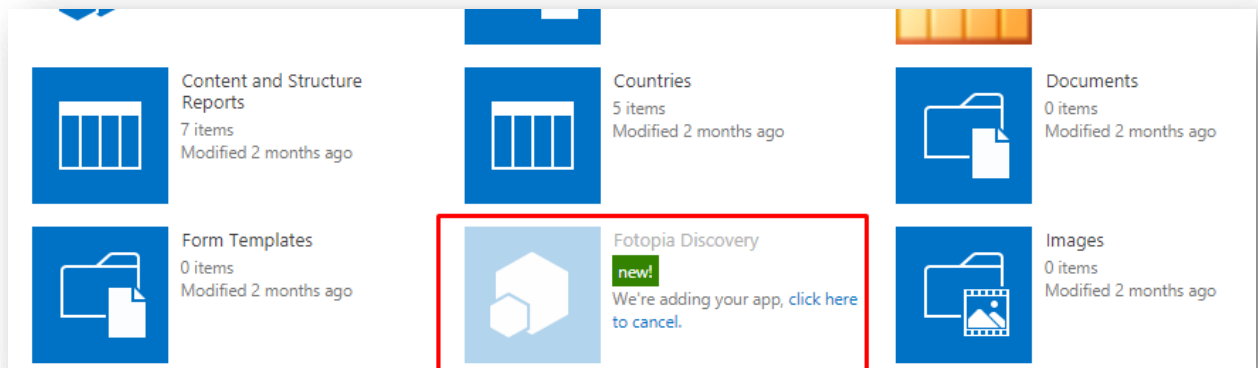 Content and Structure
Reports
7 items
Modified 2 months ago
Countries
5 items
Modified 2 months ago
Documents
0 items
Modified 2 months ago
Form Templates
0 items
Modified 2 months ago
Fotopia Discovery
new!
We're adding your app, click here
to cancel.
Images
0 items
Modified 2 months ago